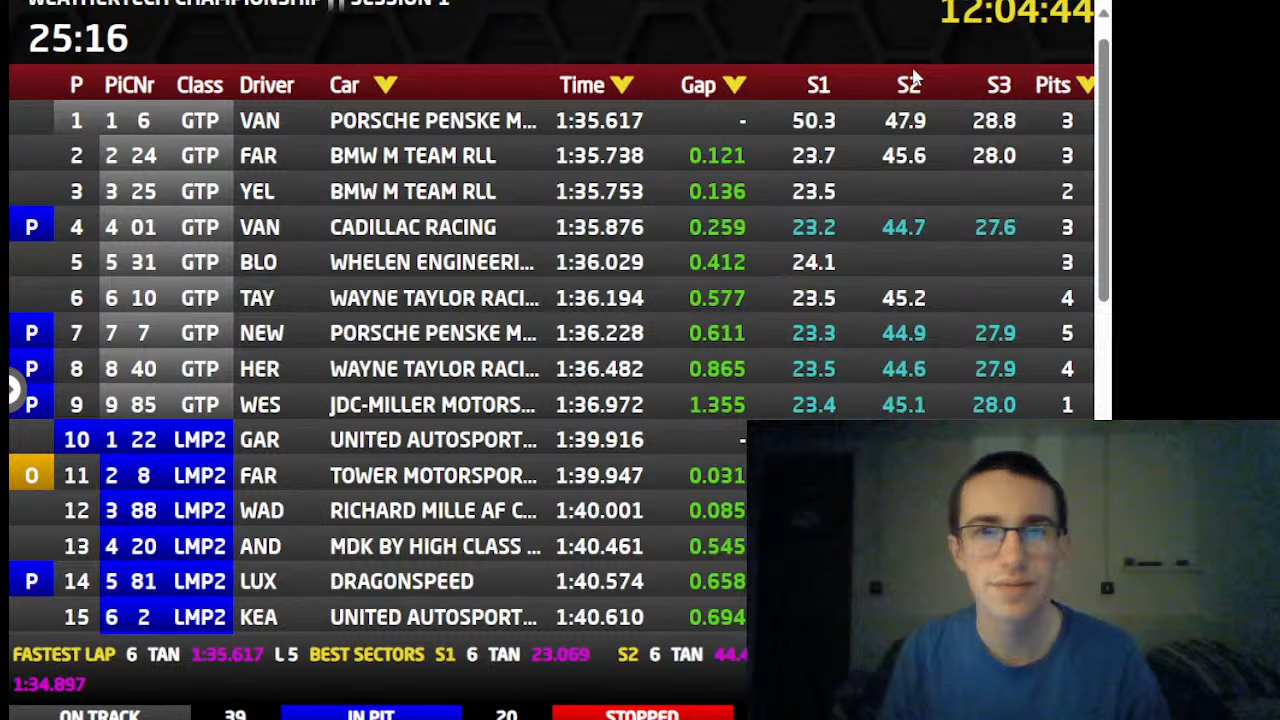 WEATHERTECH CHAMPIONSHIP || SESSION 1
12:04:44
25:16
P PiC Nr Class Driver Car Time Gap S1 S2 S3 Pits
1 1 6 GTP VAN PORSCHE PENSKE M... 1:35.617 - 50.3 47.9 28.8 3
2 2 24 GTP FAR BMW M TEAM RLL 1:35.738 0.121 23.7 45.6 28.0 3
3 3 25 GTP YEL BMW M TEAM RLL 1:35.753 0.136 23.5 2
P 4 4 01 GTP VAN CADILLAC RACING 1:35.876 0.259 23.2 44.7 27.6 3
5 5 31 GTP BLO WHELEN ENGINEERI... 1:36.029 0.412 24.1 3
6 6 10 GTP TAY WAYNE TAYLOR RACI... 1:36.194 0.577 23.5 45.2 4
P 7 7 7 GTP NEW PORSCHE PENSKE M... 1:36.228 0.611 23.3 44.9 27.9 5
P 8 8 40 GTP HER WAYNE TAYLOR RACI... 1:36.482 0.865 23.5 44.6 27.9 4
P 9 9 85 GTP WES JDC-MILLER MOTORS... 1:36.972 1.355 23.4 45.1 28.0 1
10 1 22 LMP2 GAR UNITED AUTOSPORT... 1:39.916 -
O 11 2 8 LMP2 FAR TOWER MOTORSPOR... 1:39.947 0.031
12 3 88 LMP2 WAD RICHARD MILLE AF C... 1:40.001 0.085
13 4 20 LMP2 AND MDK BY HIGH CLASS ... 1:40.461 0.545
P 14 5 81 LMP2 LUX DRAGONSPEED 1:40.574 0.658
15 6 2 LMP2 KEA UNITED AUTOSPORT... 1:40.610 0.694
FASTEST LAP 6 TAN 1:35.617 L 5 BEST SECTORS S1 6 TAN 23.069 S2 6 TAN 44.4
1:34.897
ON TRACK 39 IN PIT 20 STOPPED